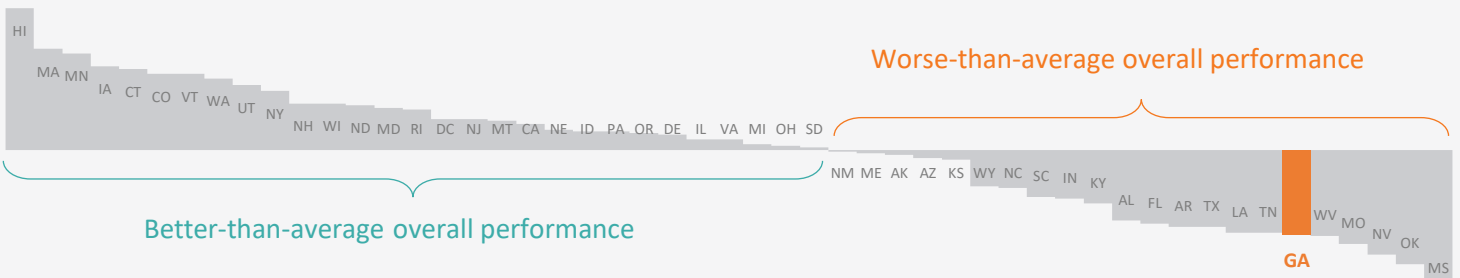 HI
MA MN IA CT CO VT WA UT NY NH WI ND MD RI DC NJ MT CA NE ID PA OR DE IL VA MI OH SD
Worse-than-average overall performance
NM ME AK AZ KS WY NC SC IN KY AL FL AR TX LA TN GA WV MO NV OK MS
Better-than-average overall performance